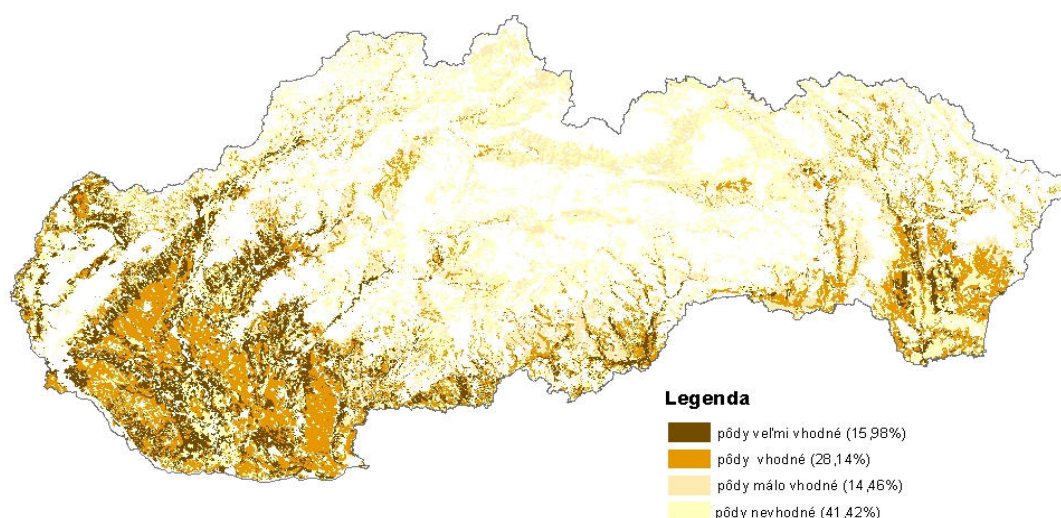 Legenda
pôdy veľmi vhodné (15,98%)
pôdy vhodné (28,14%)
pôdy málo vhodné (14,46%)
pôdy nevhodné (41,42%)